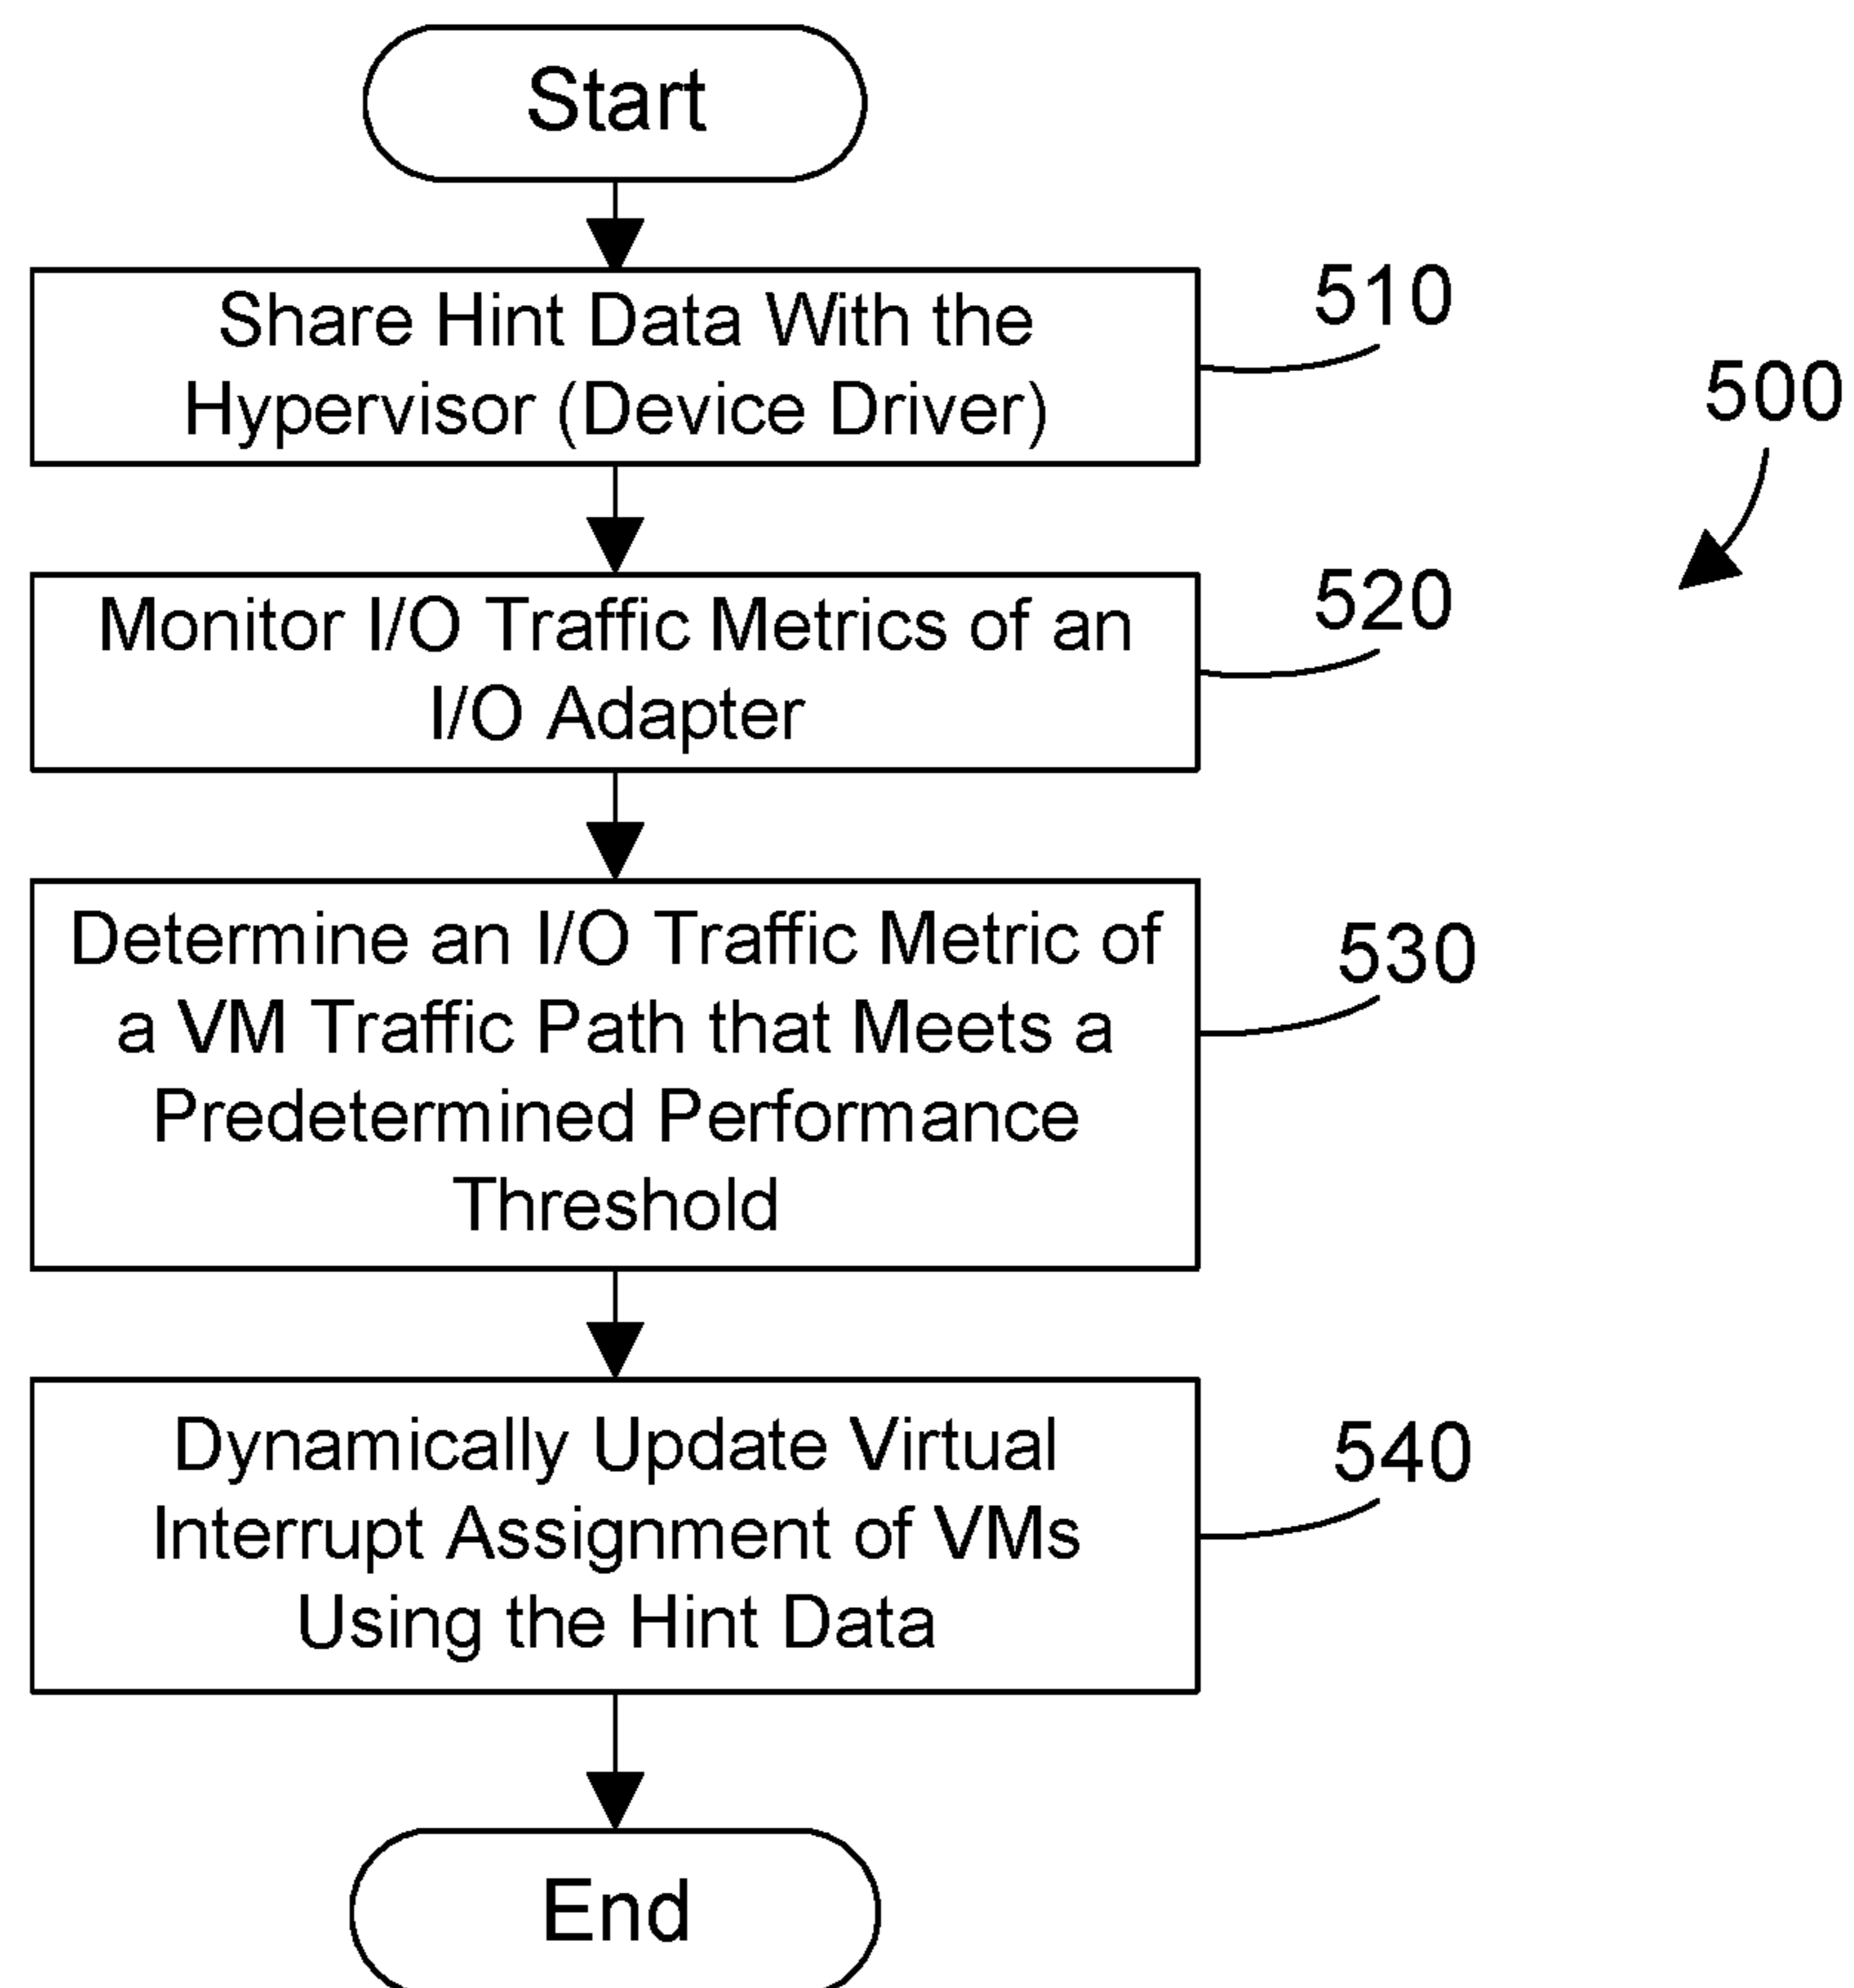 Start
Share Hint Data With the
Hypervisor (Device Driver)
510
500
Monitor I/O Traffic Metrics of an
I/O Adapter
520
Determine an I/O Traffic Metric of
a VM Traffic Path that Meets a
Predetermined Performance
Threshold
530
Dynamically Update Virtual
Interrupt Assignment of VMs
Using the Hint Data
540
End